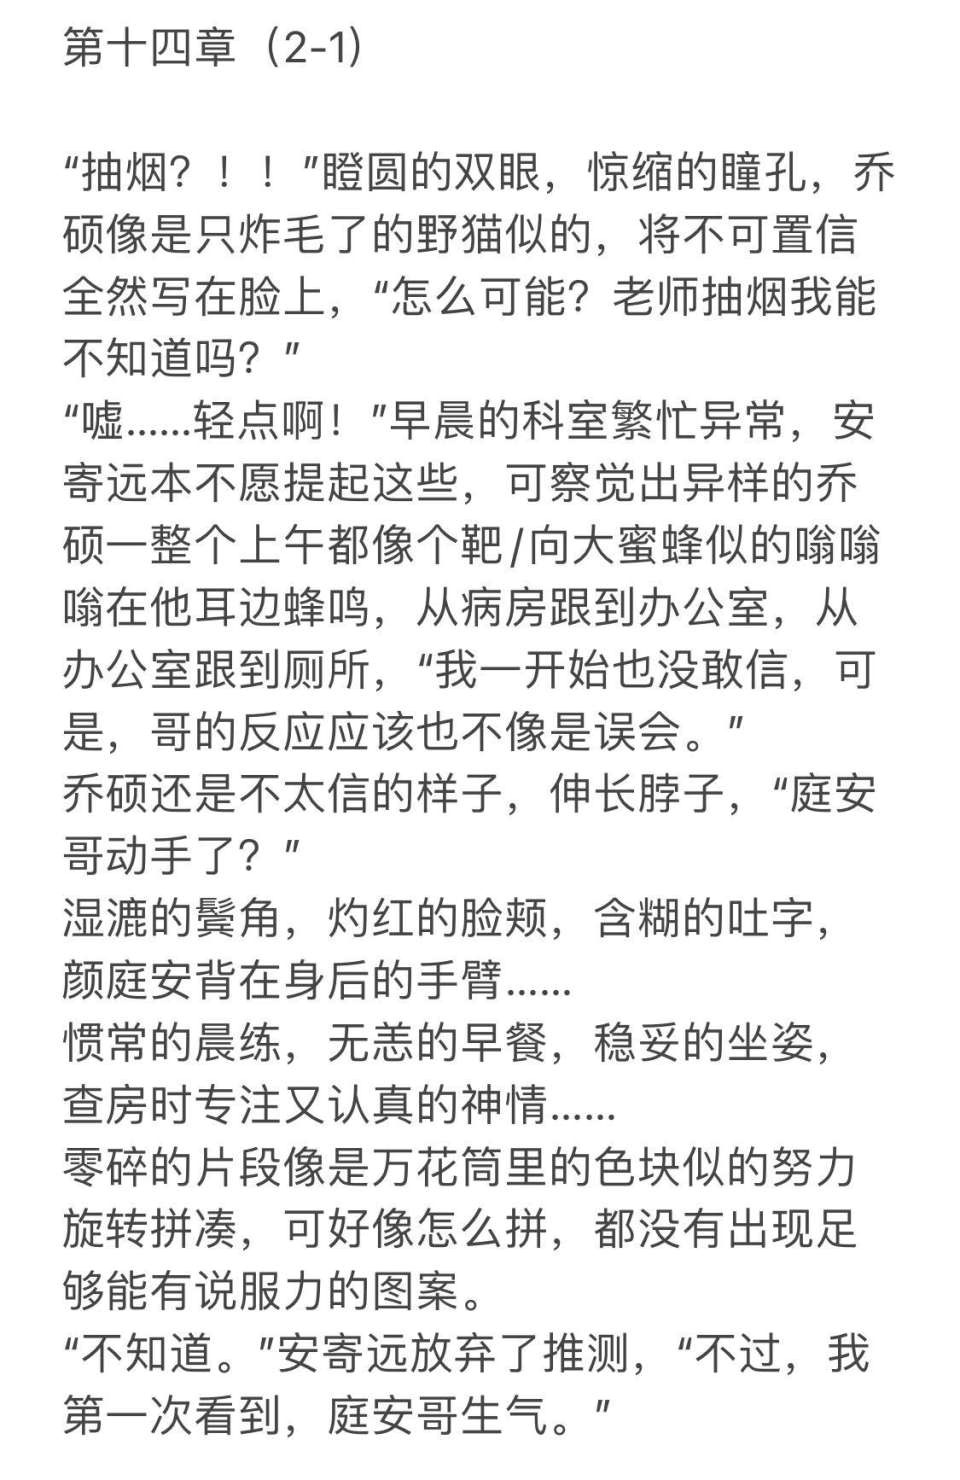 第十四章（2-1）
“抽烟？！！”瞪圆的双眼，惊缩的瞳孔，乔
硕像是只炸毛了的野猫似的，将不可置信
全然写在脸上，“怎么可能？老师抽烟我能
不知道吗？”
“嘘……轻点啊！”早晨的科室繁忙异常，安
寄远本不愿提起这些，可察觉出异样的乔
硕一整个上午都像个靶/向大蜜蜂似的嗡嗡
嗡在他耳边蜂鸣，从病房跟到办公室，从
办公室跟到厕所，“我一开始也没敢信，可
是，哥的反应应该也不像是误会。”
乔硕还是不太信的样子，伸长脖子，“庭安
哥动手了？”
湿漉的鬓角，灼红的脸颊，含糊的吐字，
颜庭安背在身后的手臂……
惯常的晨练，无恙的早餐，稳妥的坐姿，
查房时专注又认真的神情……
零碎的片段像是万花筒里的色块似的努力
旋转拼凑，可好像怎么拼，都没有出现足
够能有说服力的图案。
“不知道。”安寄远放弃了推测，“不过，我
第一次看到，庭安哥生气。”